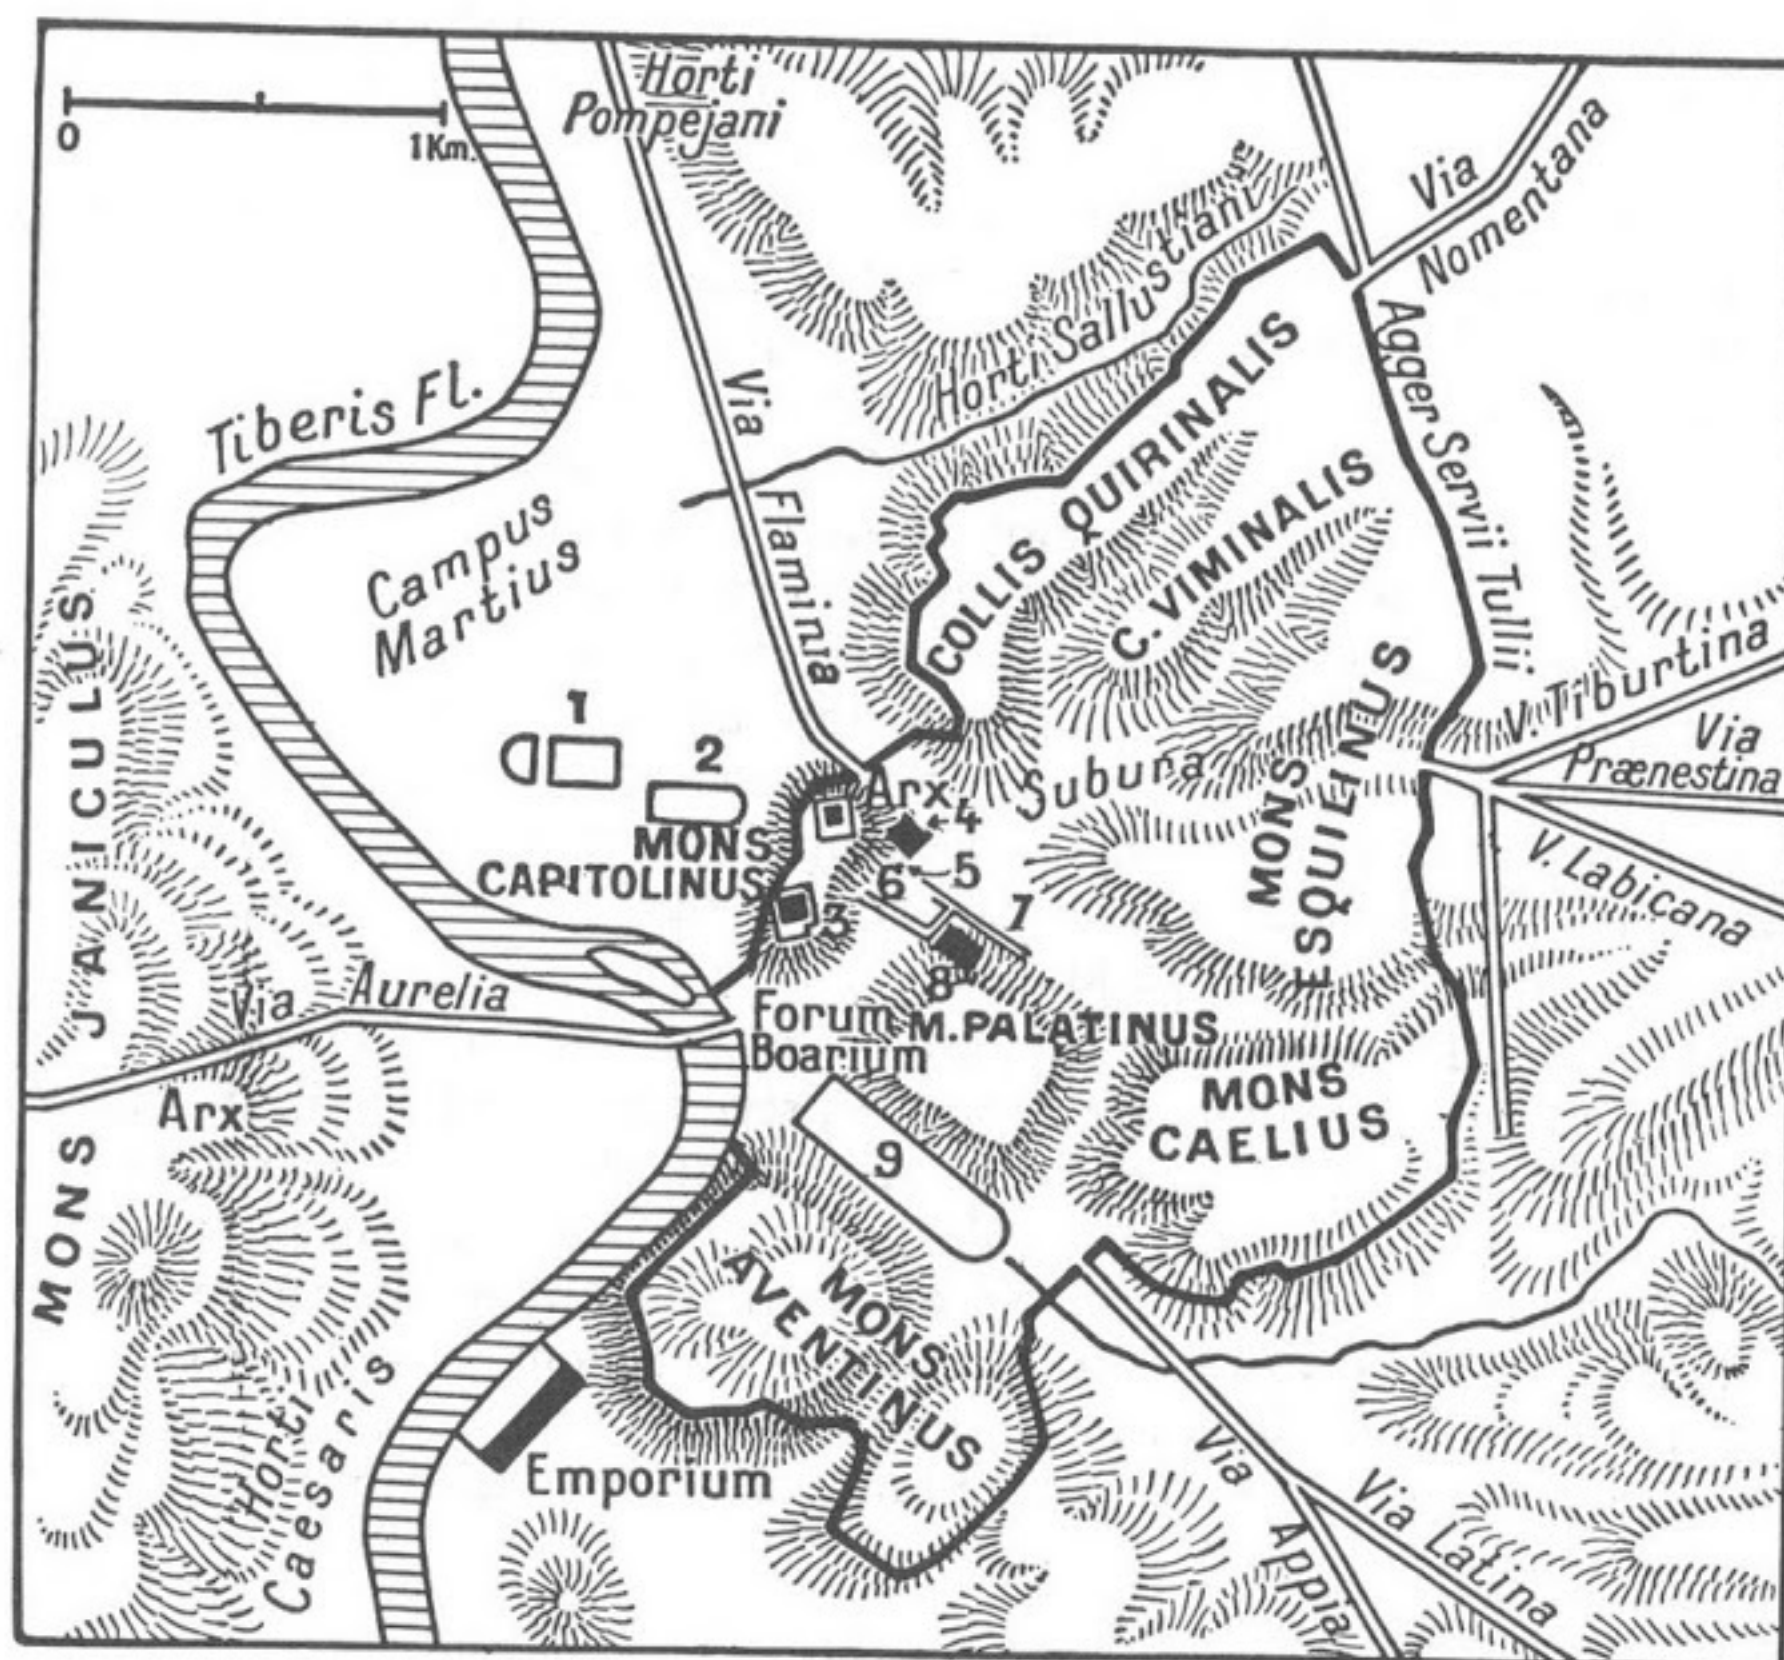 0
1 Km.
Horti
Pompejani
Via
Nomentana
Horti Sallustiani
Tiberis Fl.
Via
Flaminia
COLLIS QUIRINALIS
C. VIMINALIS
Agger Servii Tullii
Campus
Martius
V. Tiburtina
Via
Prænestina
V. Labicana
1
2
Arx
4
5
6
7
3
8
Subura
MONS
ESQUILINUS
MONS
CAPITOLINUS
MONS JANICULUS
Via Aurelia
Arx
Forum
Boarium
M. PALATINUS
MONS
CAELIUS
9
MONS
AVENTINUS
Horti
Caesaris
Emporium
Via Appia
Via Latina